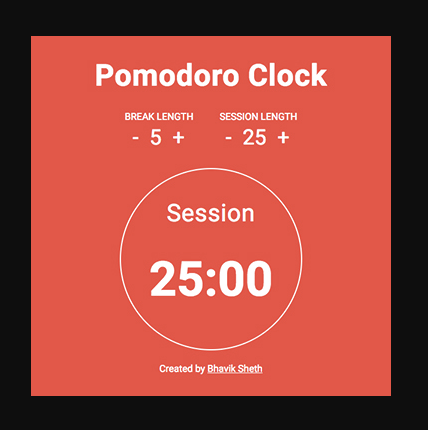 Pomodoro Clock
BREAK LENGTH SESSION LENGTH
- 5 + - 25 +
Session
25:00
Created by Bhavik Sheth